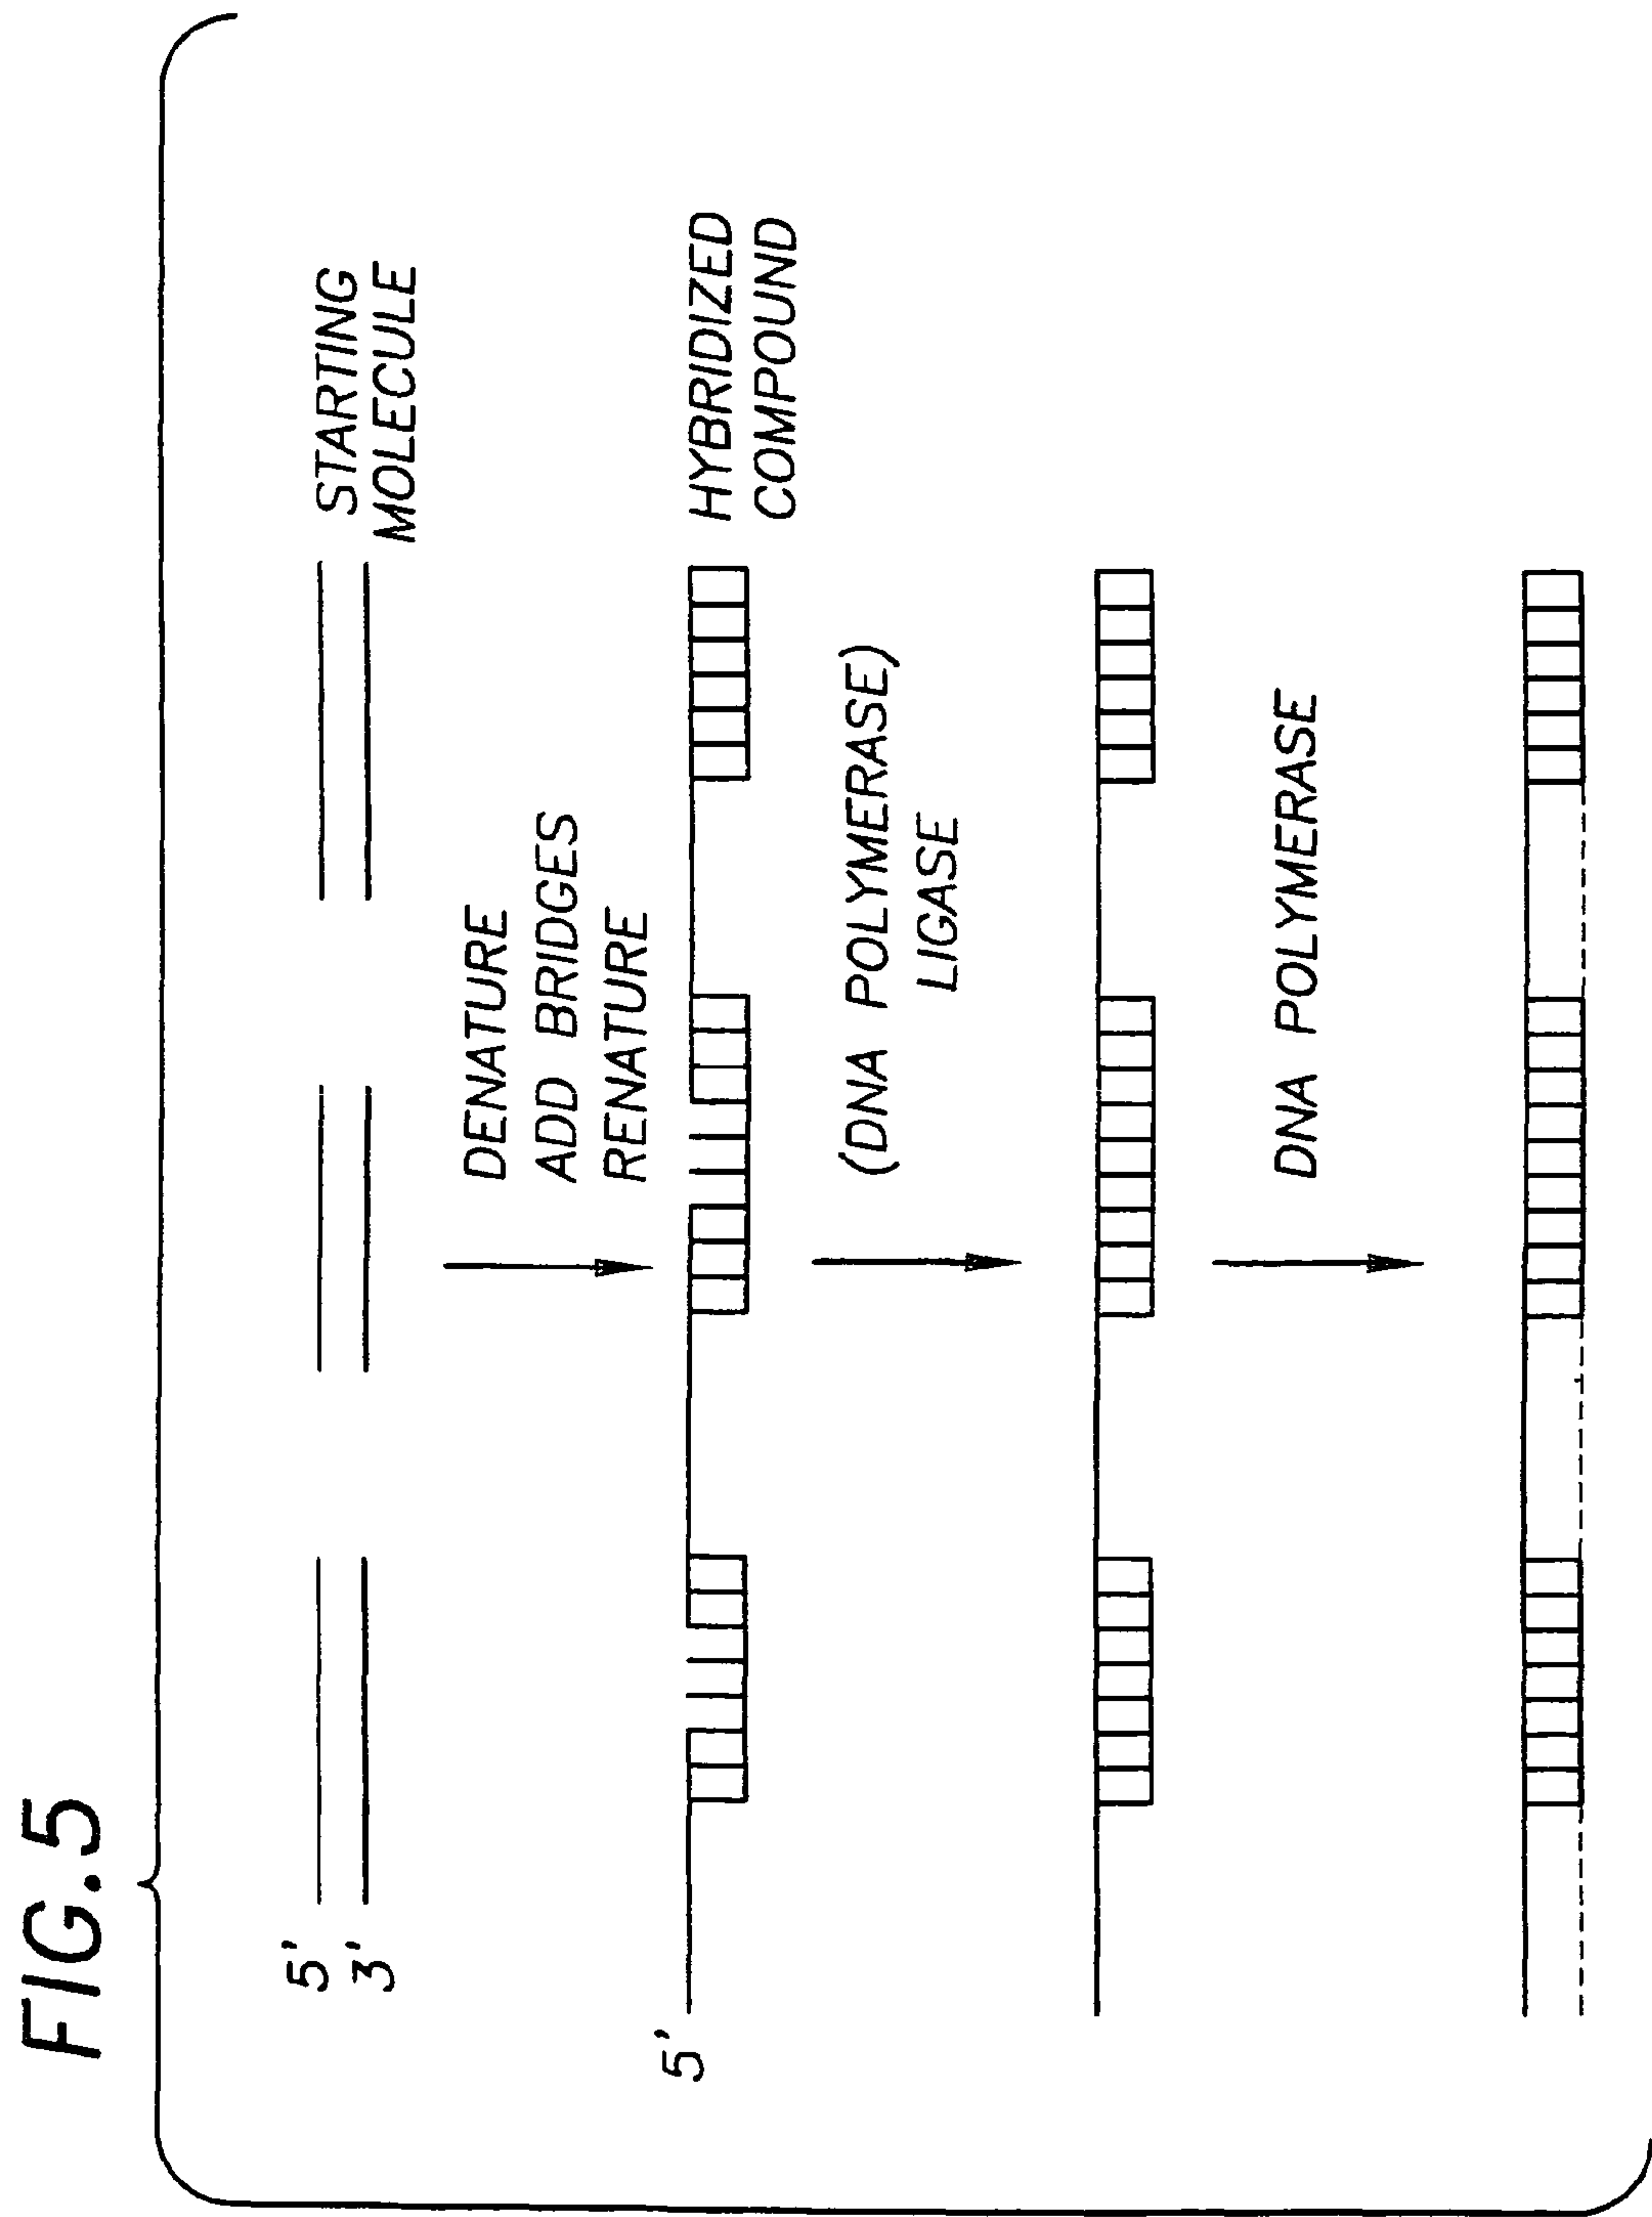 FIG.5
5'
3'
STARTING
MOLECULE
DENATURE
ADD BRIDGES
RENATURE
5'
HYBRIDIZED
COMPOUND
(DNA POLYMERASE)
LIGASE
DNA POLYMERASE